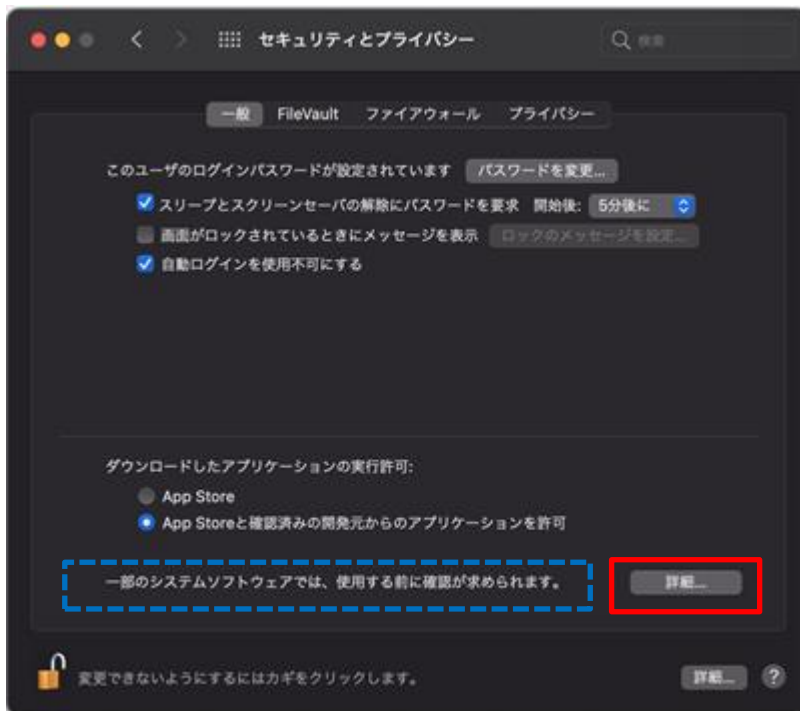 セキュリティとプライバシー
検索
一般 FileVault ファイアウォール プライバシー
このユーザのログインパスワードが設定されています パスワードを変更...
スリープとスクリーンセーバの解除にパスワードを要求 開始後: 5分後に
画面がロックされているときにメッセージを表示 ロックのメッセージを設定...
自動ログインを使用不可にする
ダウンロードしたアプリケーションの実行許可:
App Store
App Storeと確認済みの開発元からのアプリケーションを許可
一部のシステムソフトウェアでは、使用する前に確認が求められます。 詳細...
変更できないようにするにはカギをクリックします。 詳細... ?